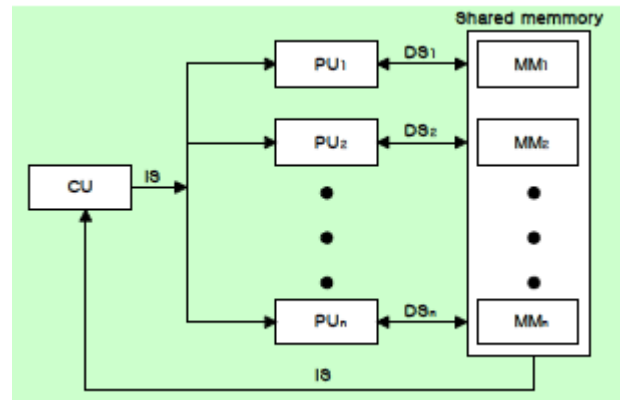 Shared memmory
PU₁
DS₁
MM₁
PU₂
DS₂
MM₂
CU
IS
PUₙ
DSₙ
MMₙ
IS